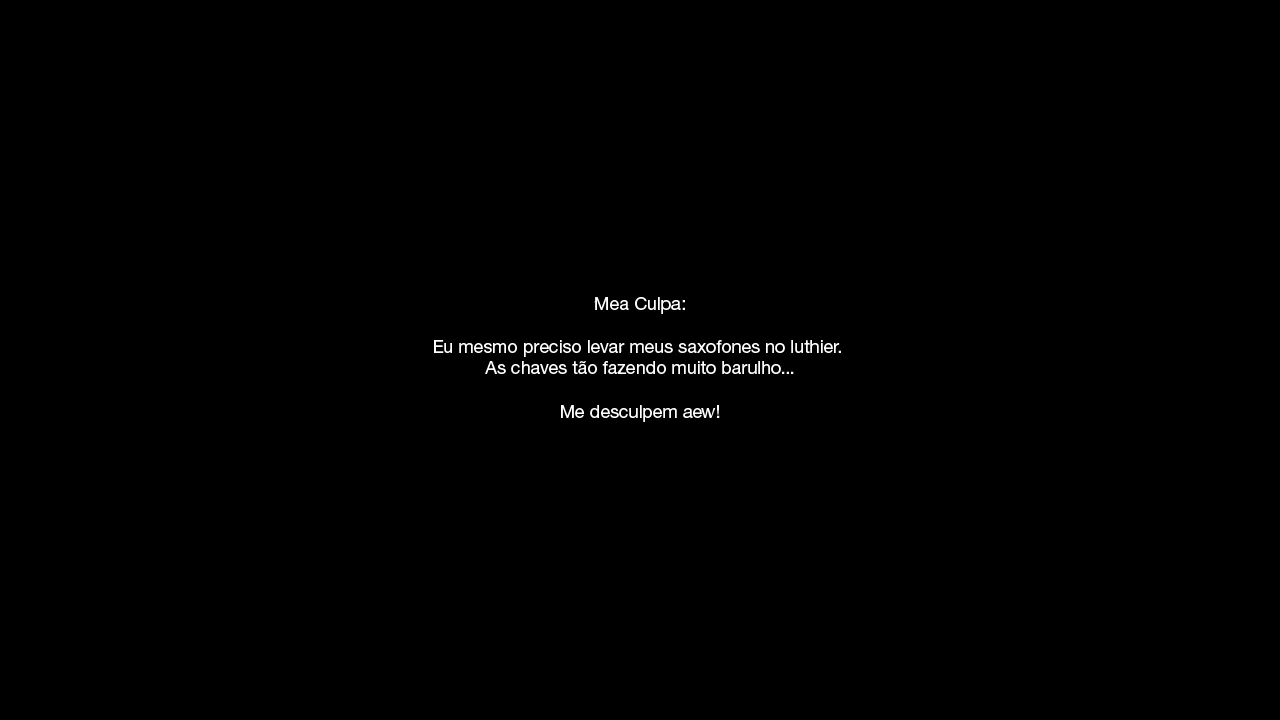 Mea Culpa:
Eu mesmo preciso levar meus saxofones no luthier.
As chaves tão fazendo muito barulho...
Me desculpem aew!